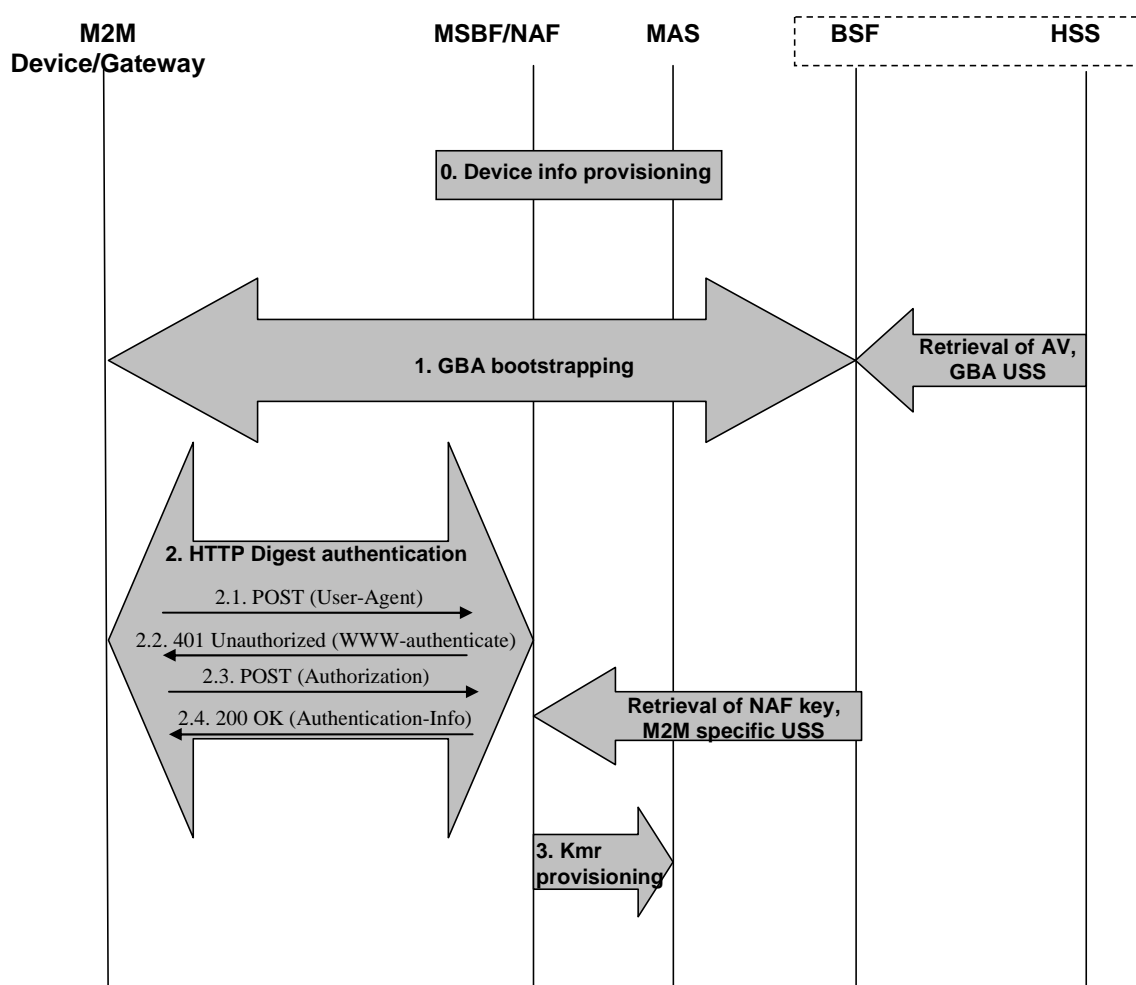 M2M
Device/Gateway
MSBF/NAF
MAS
BSF
HSS
0. Device info provisioning
1. GBA bootstrapping
Retrieval of AV,
GBA USS
2. HTTP Digest authentication
2.1. POST (User-Agent)
2.2. 401 Unauthorized (WWW-authenticate)
2.3. POST (Authorization)
2.4. 200 OK (Authentication-Info)
Retrieval of NAF key,
M2M specific USS
3. Kmr
provisioning